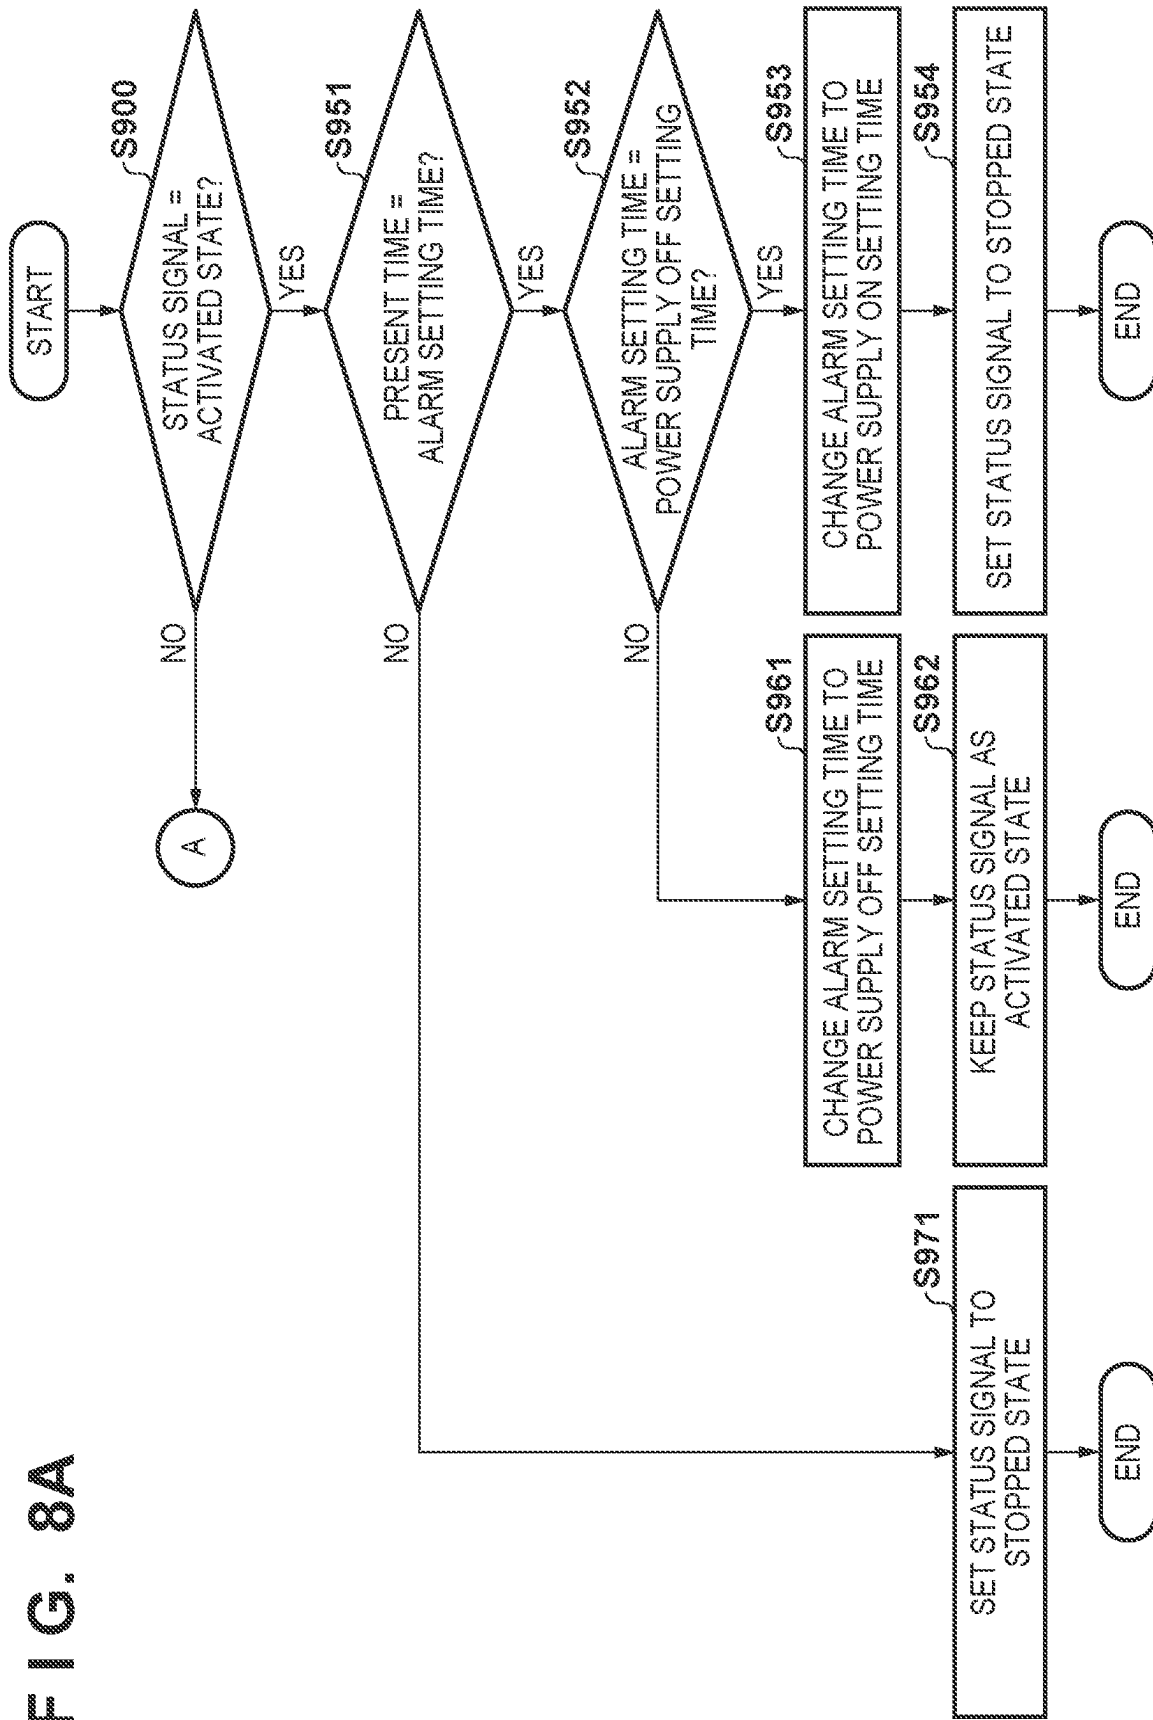 FIG. 8A
START
S900
STATUS SIGNAL =
ACTIVATED STATE?
NO
YES
A
S951
PRESENT TIME =
ALARM SETTING TIME?
NO
YES
S952
ALARM SETTING TIME =
POWER SUPPLY OFF SETTING
TIME?
NO
YES
S953
CHANGE ALARM SETTING TIME TO
POWER SUPPLY ON SETTING TIME
S954
SET STATUS SIGNAL TO STOPPED STATE
END
S961
CHANGE ALARM SETTING TIME TO
POWER SUPPLY OFF SETTING TIME
S962
KEEP STATUS SIGNAL AS
ACTIVATED STATE
END
S971
SET STATUS SIGNAL TO
STOPPED STATE
END